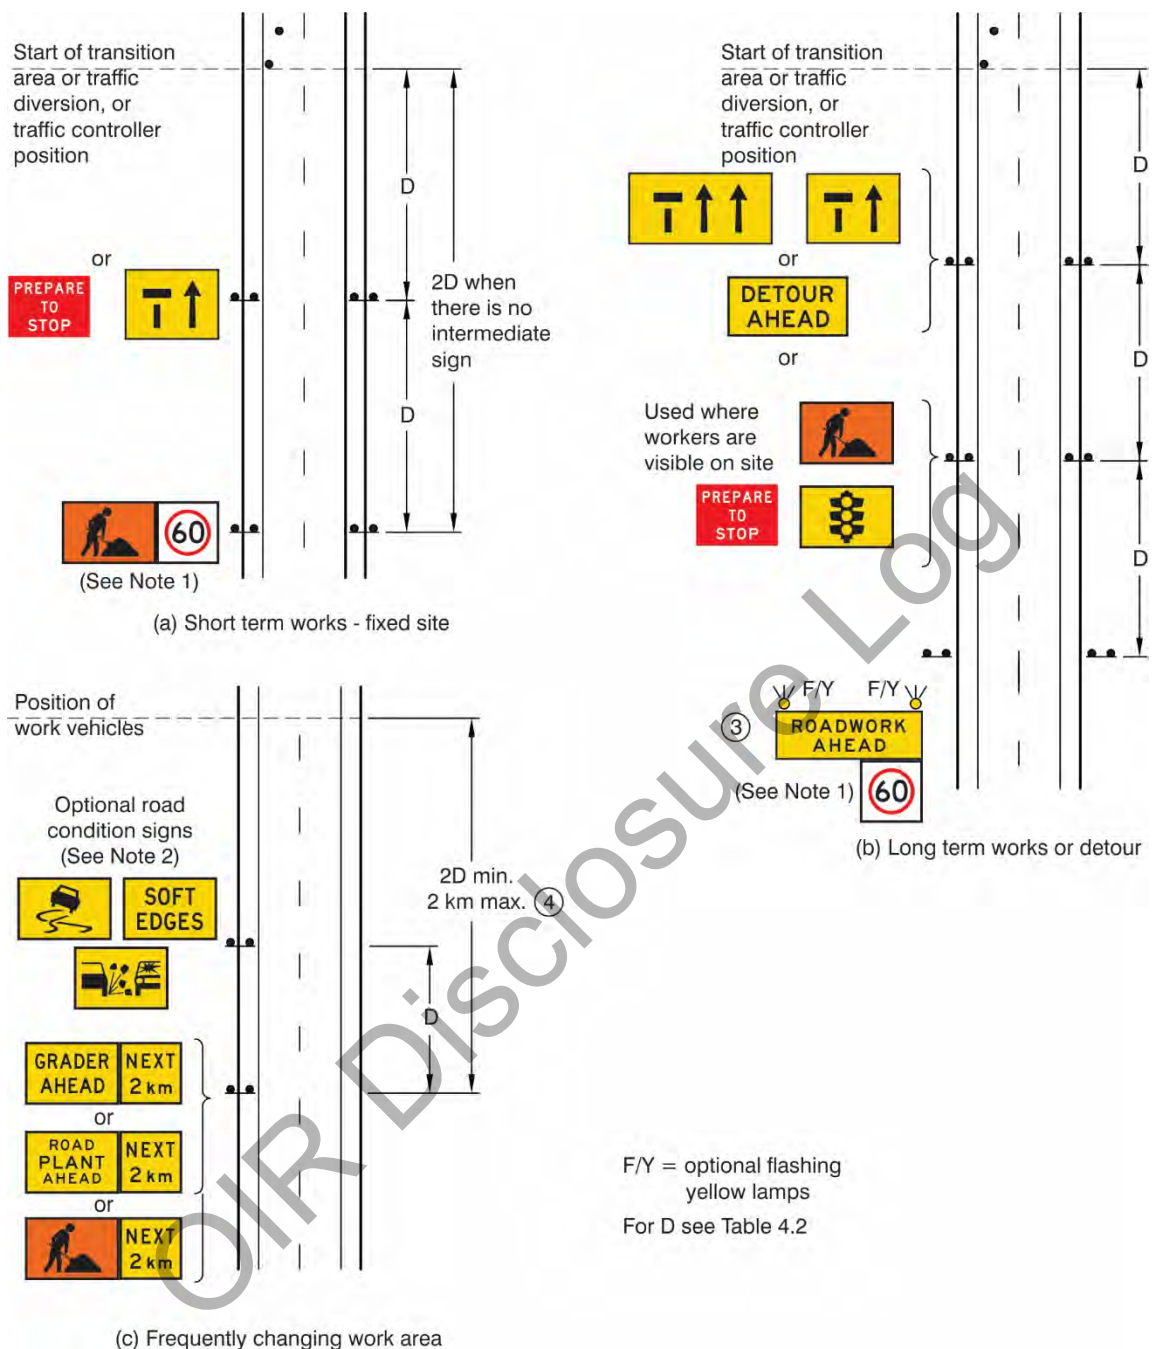 Start of transition
area or traffic
diversion, or
traffic controller
position
D
or
PREPARE
TO
STOP
2D when
there is no
intermediate
sign
D
60
(See Note 1)
(a) Short term works - fixed site
Start of transition
area or traffic
diversion, or
traffic controller
position
D
or
DETOUR
AHEAD
or
D
Used where
workers are
visible on site
PREPARE
TO
STOP
D
F/Y F/Y
3
ROADWORK
AHEAD
(See Note 1)
60
(b) Long term works or detour
Position of
work vehicles
Optional road
condition signs
(See Note 2)
SOFT
EDGES
2D min.
2 km max. 4
D
GRADER
AHEAD
NEXT
2 km
or
ROAD
PLANT
AHEAD
NEXT
2 km
or
NEXT
2 km
(c) Frequently changing work area
F/Y = optional flashing
yellow lamps
For D see Table 4.2
OIR Disclosure Log